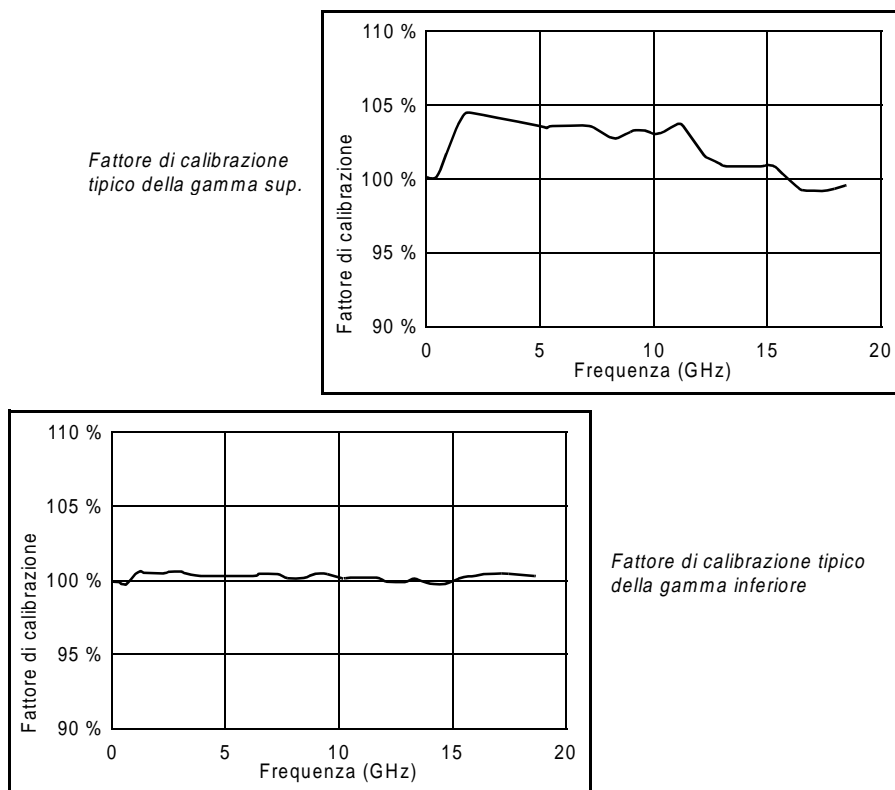 110 %
105 %
100 %
95 %
90 %
Fattore di calibrazione
0 5 10 15 20
Frequenza (GHz)
Fattore di calibrazione
tipico della gamma sup.
110 %
105 %
100 %
95 %
90 %
Fattore di calibrazione
0 5 10 15 20
Frequenza (GHz)
Fattore di calibrazione tipico
della gamma inferiore